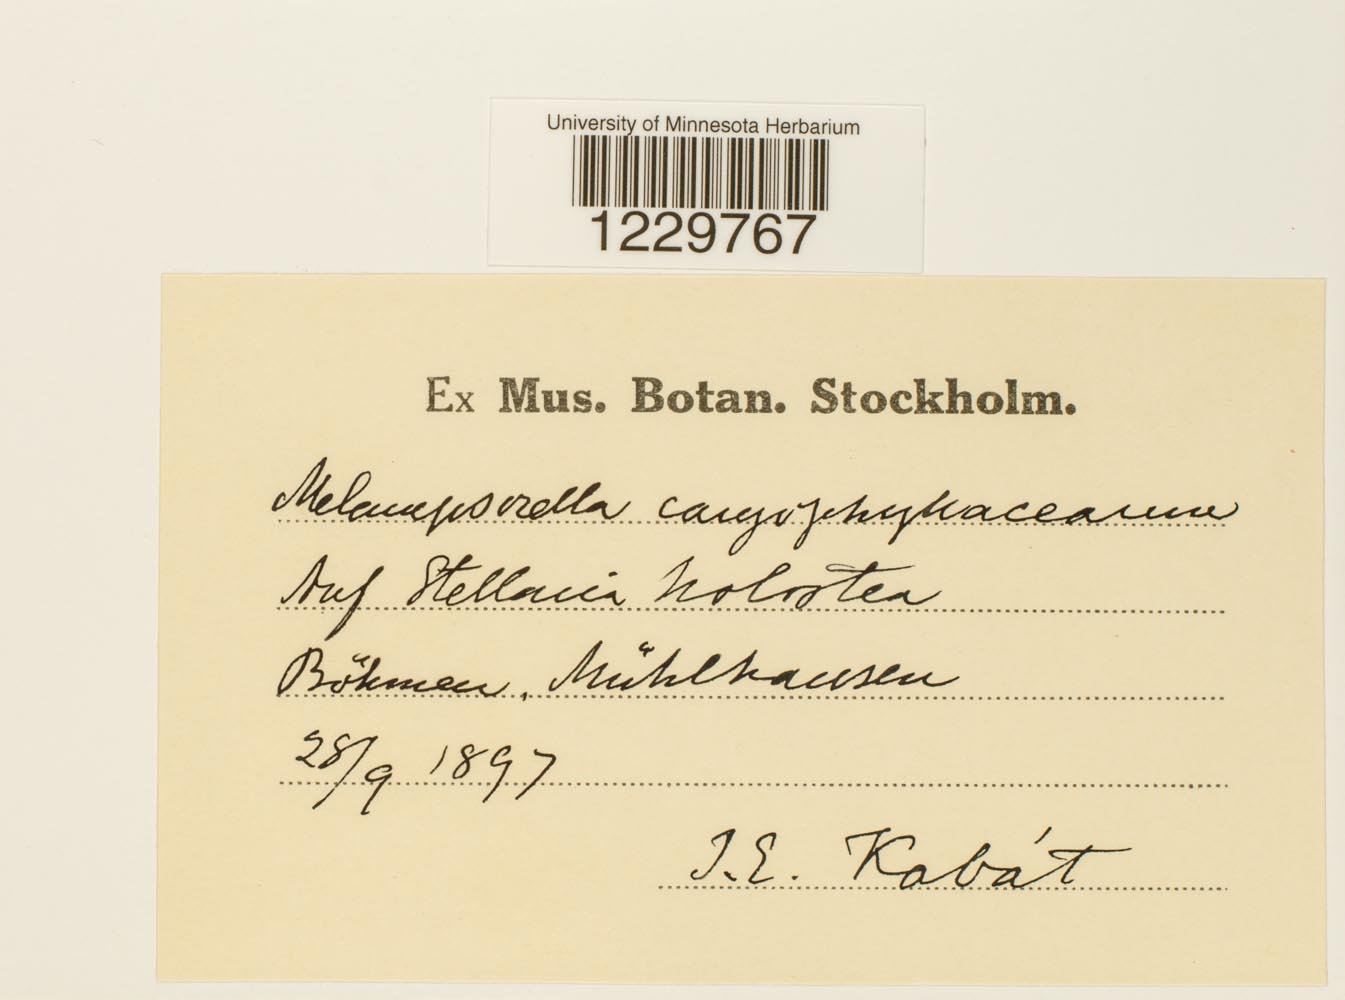 University of Minnesota Herbarium
1229767
Ex Mus. Botan. Stockholm.
Melampsorella caryophyllacearum
Auf Stellaria holostea
Böhmen, Mühlhausen
28/9 1897
J.E. Kabát